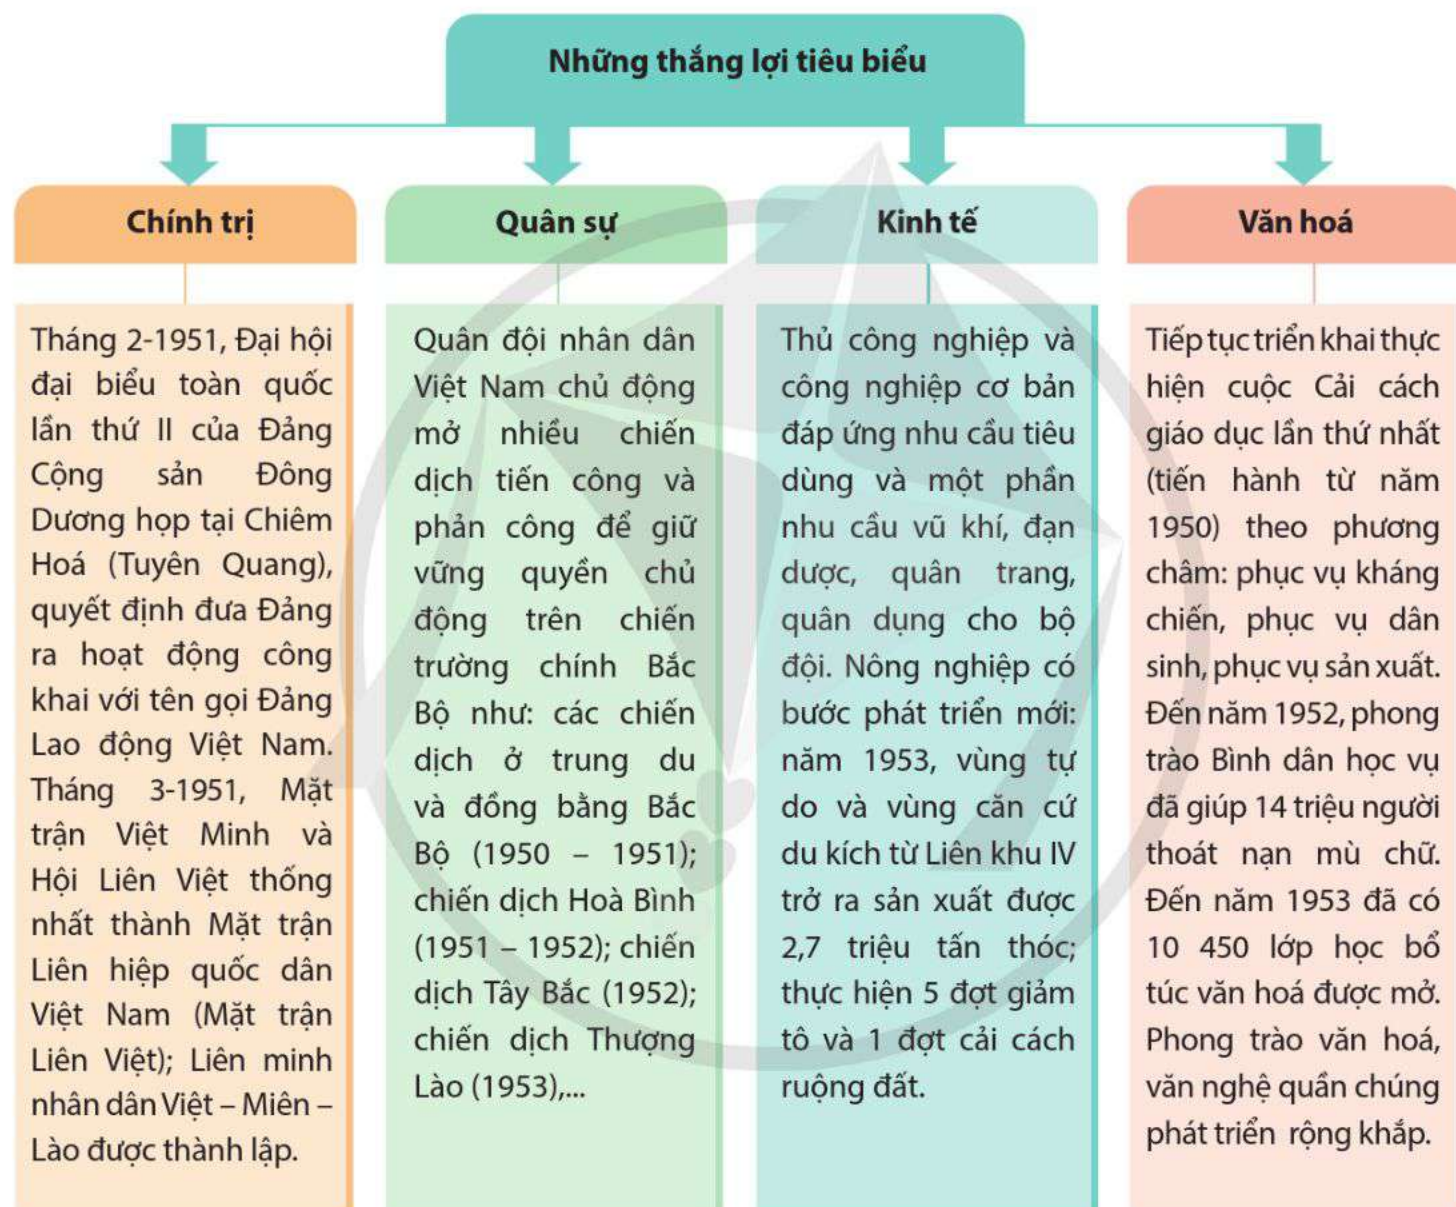 Những thắng lợi tiêu biểu
Chính trị
Tháng 2-1951, Đại hội
đại biểu toàn quốc
lần thứ II của Đảng
Cộng sản Đông
Dương họp tại Chiêm
Hoá (Tuyên Quang),
quyết định đưa Đảng
ra hoạt động công
khai với tên gọi Đảng
Lao động Việt Nam.
Tháng 3-1951, Mặt
trận Việt Minh và
Hội Liên Việt thống
nhất thành Mặt trận
Liên hiệp quốc dân
Việt Nam (Mặt trận
Liên Việt); Liên minh
nhân dân Việt – Miên –
Lào được thành lập.
Quân sự
Quân đội nhân dân
Việt Nam chủ động
mở nhiều chiến
dịch tiến công và
phản công để giữ
vững quyền chủ
động trên chiến
trường chính Bắc
Bộ như: các chiến
dịch ở trung du
và đồng bằng Bắc
Bộ (1950 – 1951);
chiến dịch Hoà Bình
(1951 – 1952); chiến
dịch Tây Bắc (1952);
chiến dịch Thượng
Lào (1953),...
Kinh tế
Thủ công nghiệp và
công nghiệp cơ bản
đáp ứng nhu cầu tiêu
dùng và một phần
nhu cầu vũ khí, đạn
dược, quân trang,
quân dụng cho bộ
đội. Nông nghiệp có
bước phát triển mới:
năm 1953, vùng tự
do và vùng căn cứ
du kích từ Liên khu IV
trở ra sản xuất được
2,7 triệu tấn thóc;
thực hiện 5 đợt giảm
tô và 1 đợt cải cách
ruộng đất.
Văn hoá
Tiếp tục triển khai thực
hiện cuộc Cải cách
giáo dục lần thứ nhất
(tiến hành từ năm
1950) theo phương
châm: phục vụ kháng
chiến, phục vụ dân
sinh, phục vụ sản xuất.
Đến năm 1952, phong
trào Bình dân học vụ
đã giúp 14 triệu người
thoát nạn mù chữ.
Đến năm 1953 đã có
10 450 lớp học bổ
túc văn hoá được mở.
Phong trào văn hoá,
văn nghệ quần chúng
phát triển rộng khắp.